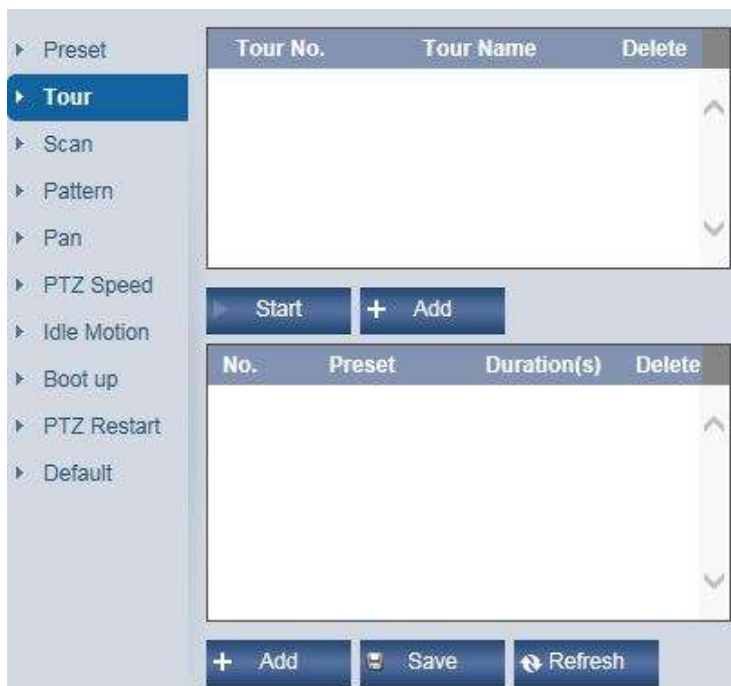 Preset
Tour
Scan
Pattern
Pan
PTZ Speed
Idle Motion
Boot up
PTZ Restart
Default
Tour No. Tour Name Delete
Start + Add
No. Preset Duration(s) Delete
+ Add Save Refresh